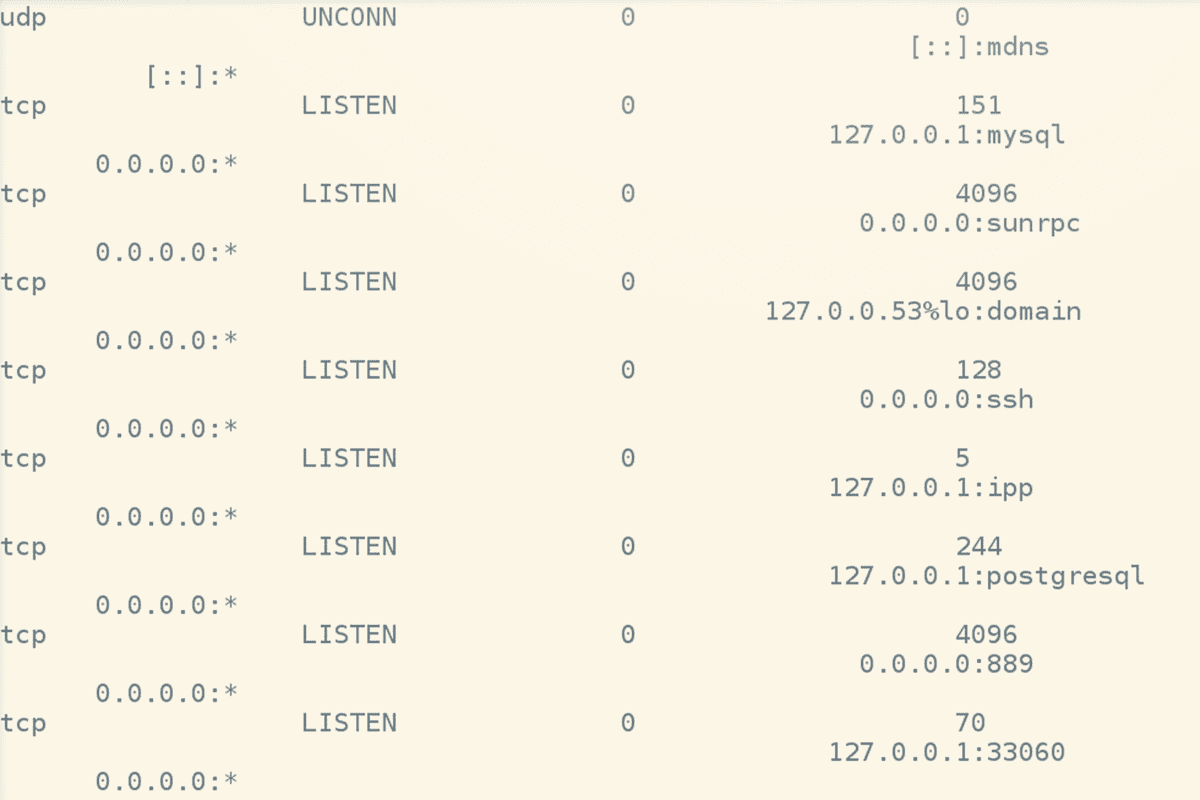 udp UNCONN 0 0
[::]:mdns
[::]:*
tcp LISTEN 0 151
127.0.0.1:mysql
0.0.0.0:*
tcp LISTEN 0 4096
0.0.0.0:sunrpc
0.0.0.0:*
tcp LISTEN 0 4096
127.0.0.53%lo:domain
0.0.0.0:*
tcp LISTEN 0 128
0.0.0.0:ssh
0.0.0.0:*
tcp LISTEN 0 5
127.0.0.1:ipp
0.0.0.0:*
tcp LISTEN 0 244
127.0.0.1:postgresql
0.0.0.0:*
tcp LISTEN 0 4096
0.0.0.0:889
0.0.0.0:*
tcp LISTEN 0 70
127.0.0.1:33060
0.0.0.0:*